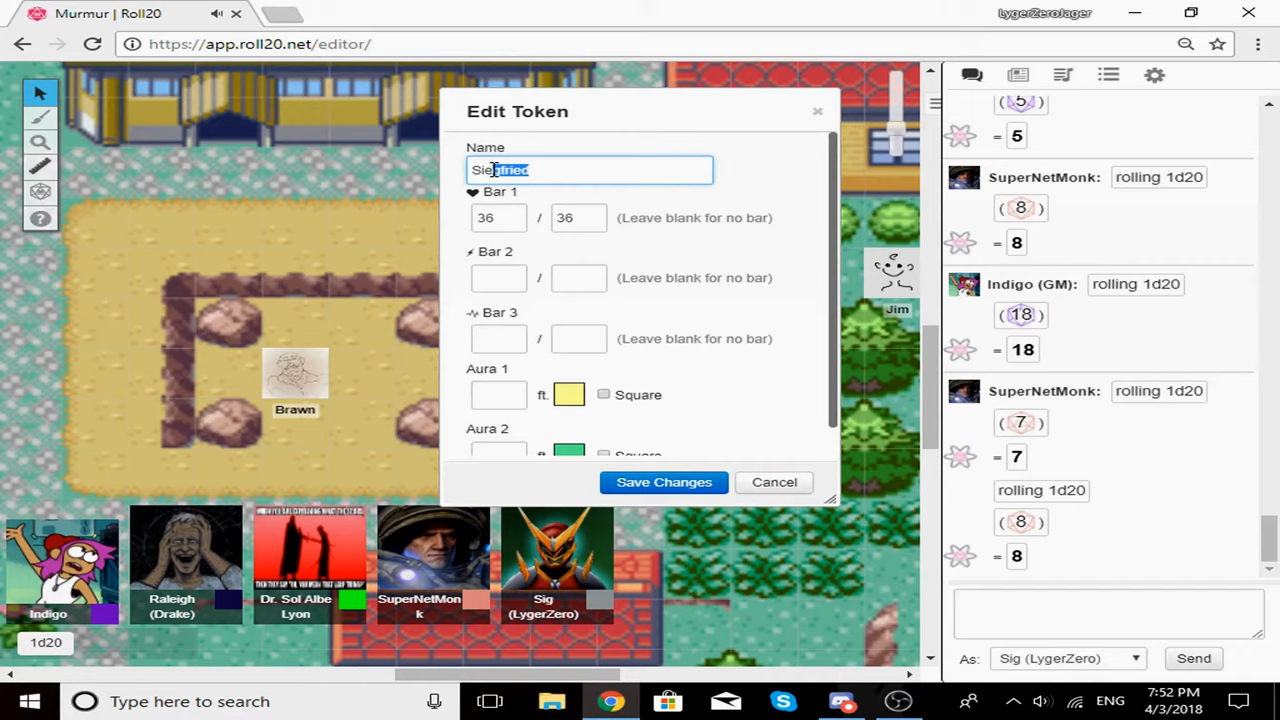 Murmur | Roll20
LygerZeroJager
https://app.roll20.net/editor/
Edit Token
Name
Siegfried
Bar 1
36 / 36 (Leave blank for no bar)
Bar 2
/ (Leave blank for no bar)
Bar 3
/ (Leave blank for no bar)
Aura 1
ft. Square
Aura 2
ft. Square
Save Changes
Cancel
Jim
Brawn
Indigo
Raleigh
(Drake)
Dr. Sol Albe
Lyon
SuperNetMon
k
Sig
(LygerZero)
1d20
(5)
= 5
SuperNetMonk rolling 1d20
(8)
= 8
Indigo (GM): rolling 1d20
(18)
= 18
SuperNetMonk: rolling 1d20
(7)
= 7
rolling 1d20
(8)
= 8
As: Sig (LygerZero)
Send
Type here to search
ENG
7:52 PM
4/3/2018